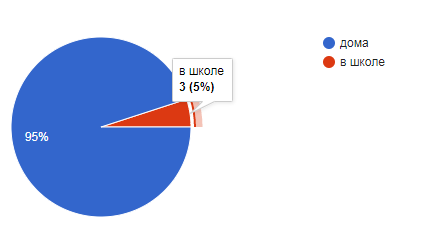 дома
в школе
в школе
3 (5%)
95%